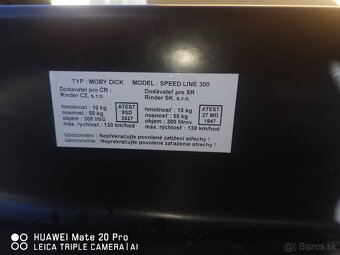 TYP : MOBY DICK MODEL : SPEED LINE 300
Dodavatel pro ČR :
Rinder CZ, s.r.o.
hmotnost : 10 kg
nosnost : 50 kg
objem : 300 litrů
max. rychlost : 130 km/hod
ATEST
8SD
2527
Dodávateľ pre SR :
Rinder SK, s.r.o.
hmotnosť : 10 kg
nosnosť : 50 kg
objem : 300 litrov
max. rýchlosť : 130 km/hod
ATEST
27 MD
1947
Upozornění : Nepřekračujte povolené zatížení střechy !
Upozornenie : Neprekračujte povolené zaťaženie strechy !
HUAWEI Mate 20 Pro
LEICA TRIPLE CAMERA | AI
bazos.sk